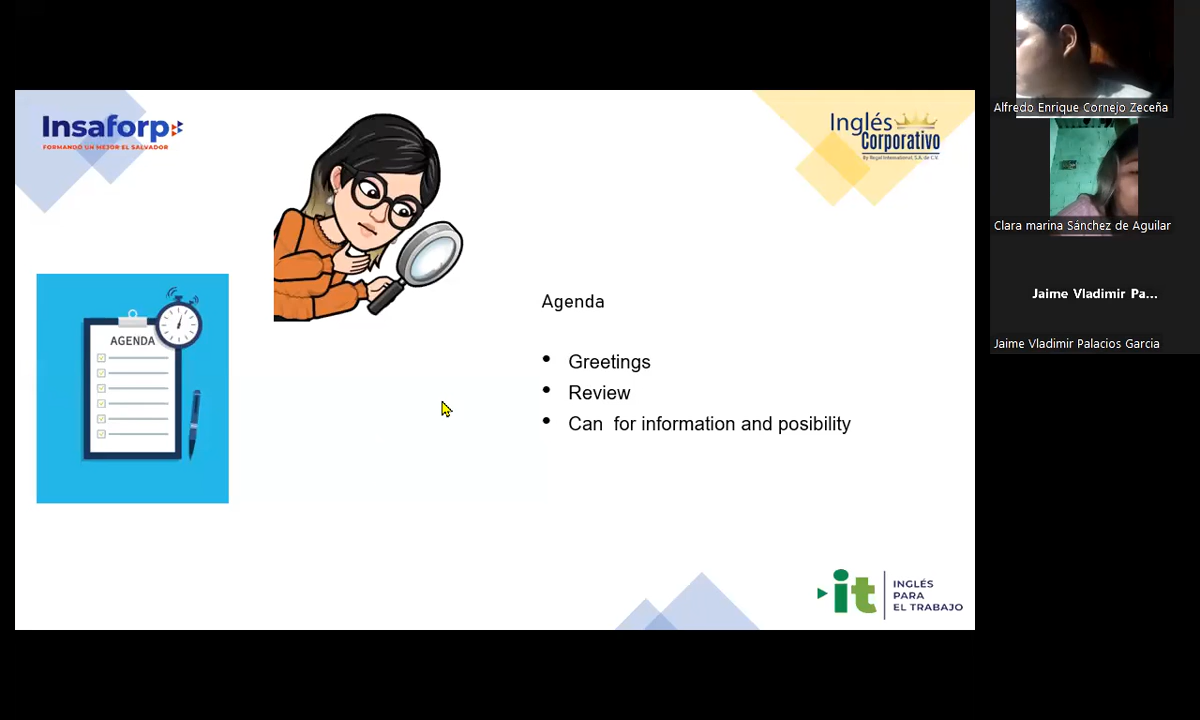 Insaforp
FORMANDO UN MEJOR EL SALVADOR
Inglés
Corporativo
By Regal International, S.A. de C.V.
AGENDA
Agenda
• Greetings
• Review
• Can for information and posibility
it
INGLÉS
PARA
EL TRABAJO
Alfredo Enrique Cornejo Zeceña
Clara marina Sánchez de Aguilar
Jaime Vladimir Pa...
Jaime Vladimir Palacios Garcia